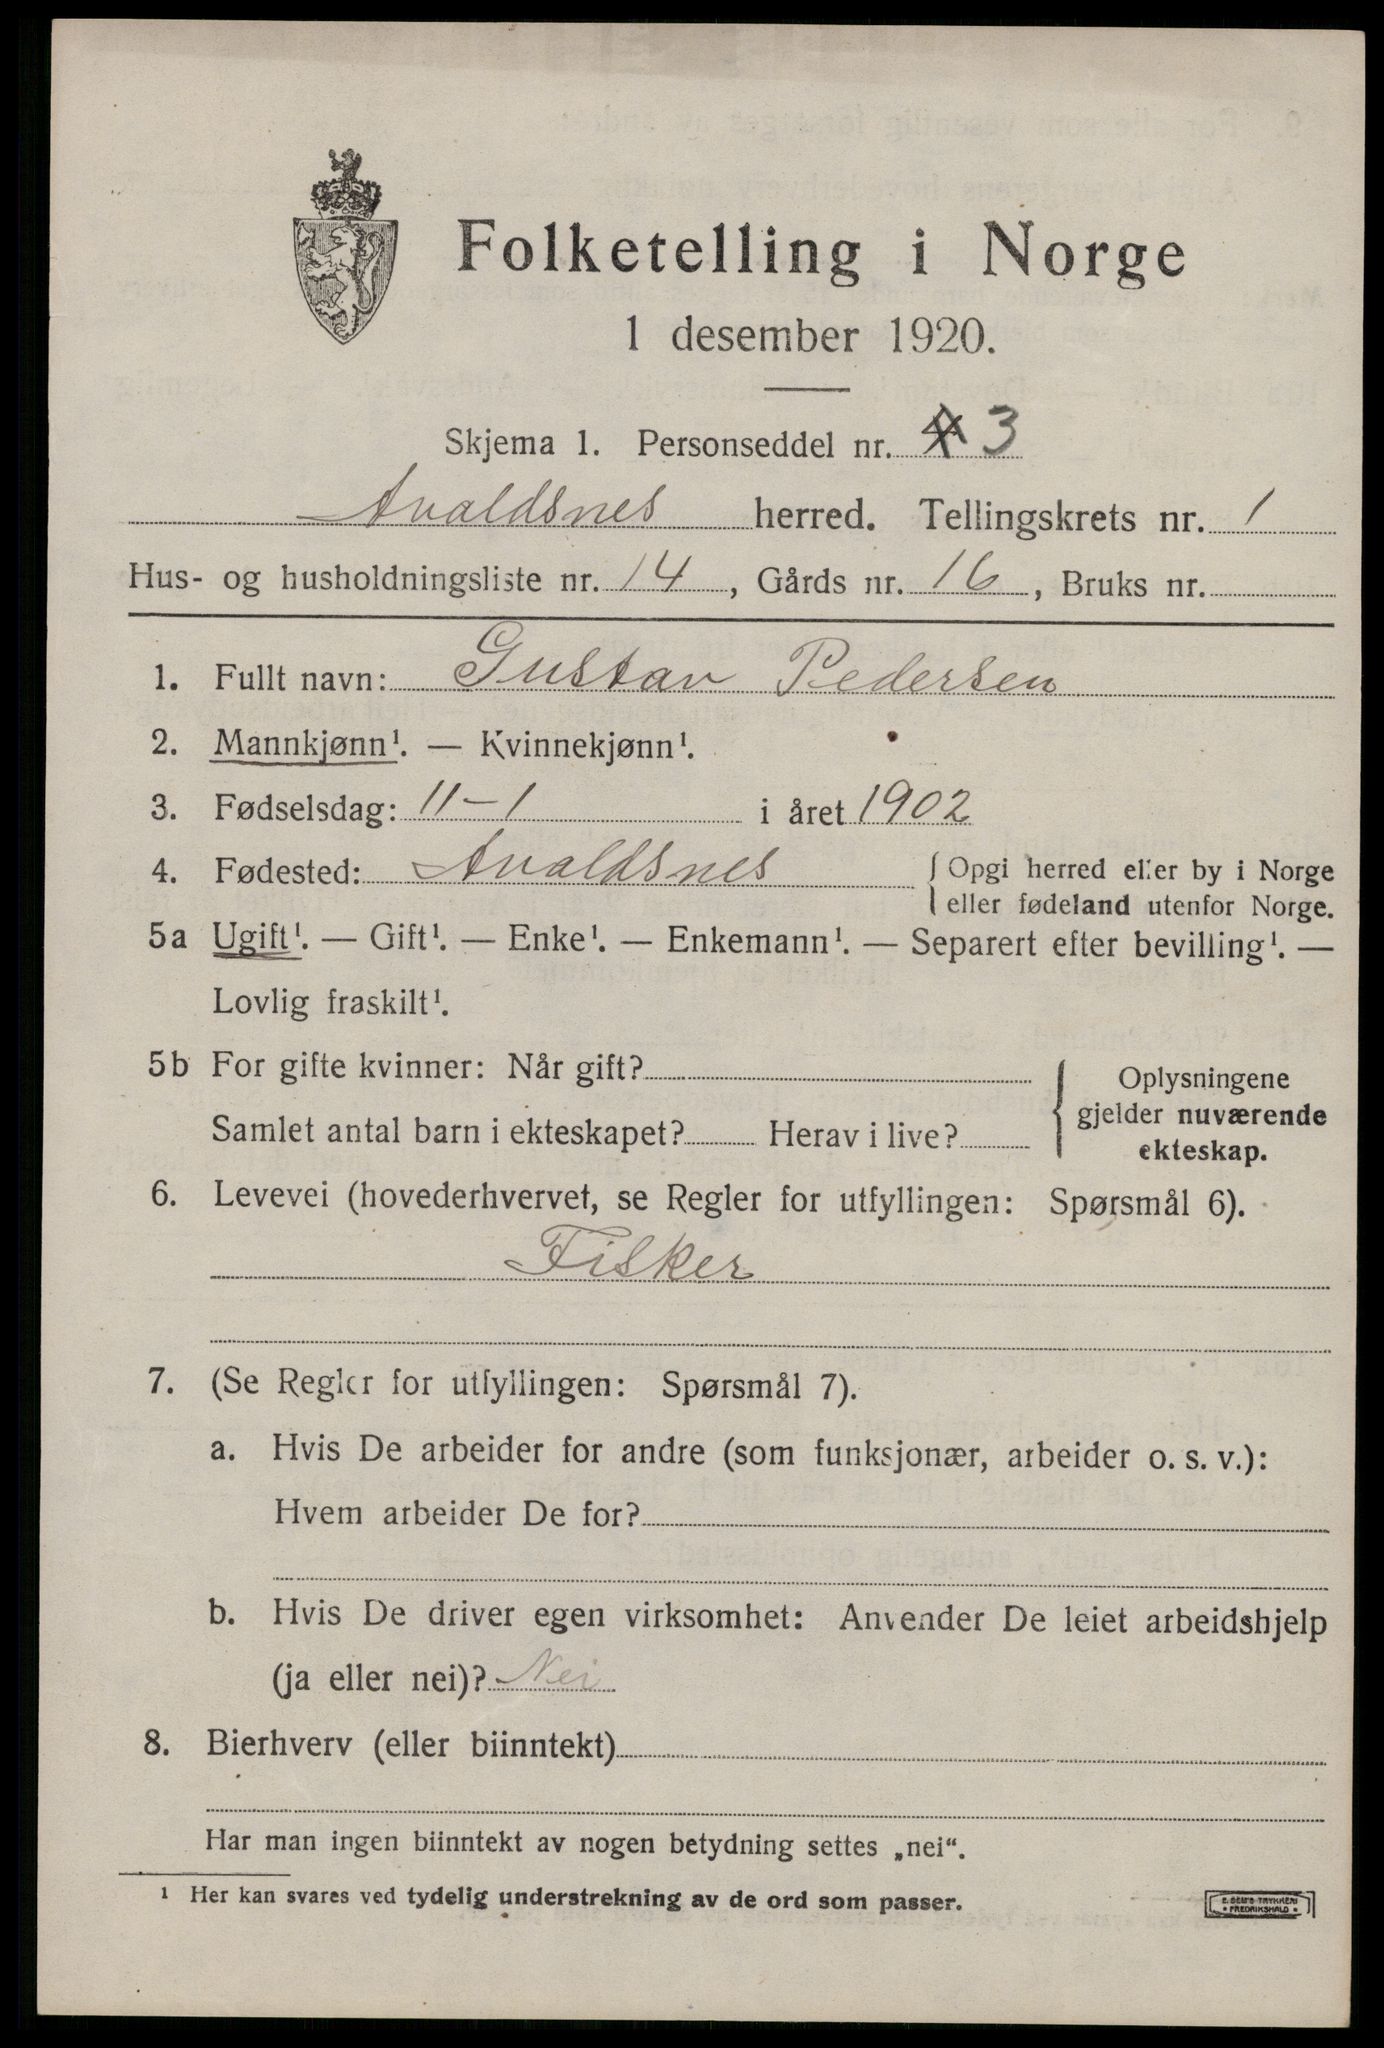 Folketelling i Norge
1 desember 1920.
Skjema 1. Personseddel nr. 3
Avaldsnes herred. Tellingskrets nr. 1
Hus- og husholdningsliste nr. 14, Gårds nr. 16, Bruks nr.
1. Fullt navn: Gustav Pedersen
2. Mannkjønn¹. — Kvinnekjønn¹.
3. Fødselsdag: 11-1 i året 1902
4. Fødested: Avaldsnes { Opgi herred eller by i Norge
eller fødeland utenfor Norge.
5a Ugift¹. — Gift¹. — Enke¹. — Enkemann¹. — Separert efter bevilling¹. —
Lovlig fraskilt¹.
5b For gifte kvinner: Når gift?
Samlet antal barn i ekteskapet? Herav i live?
{ Oplysningene
gjelder nuværende
ekteskap.
6. Levevei (hovederhvervet, se Regler for utfyllingen: Spørsmål 6).
Fisker
7. (Se Regler for utfyllingen: Spørsmål 7).
a. Hvis De arbeider for andre (som funksjonær, arbeider o. s. v.):
Hvem arbeider De for?
b. Hvis De driver egen virksomhet: Anvender De leiet arbeidshjelp
(ja eller nei)? Nei
8. Bierhverv (eller biinntekt)
Har man ingen biinntekt av nogen betydning settes „nei“.
¹ Her kan svares ved tydelig understrekning av de ord som passer.
E. SEM'S TRYKKERI
• FREDRIKSHALD •